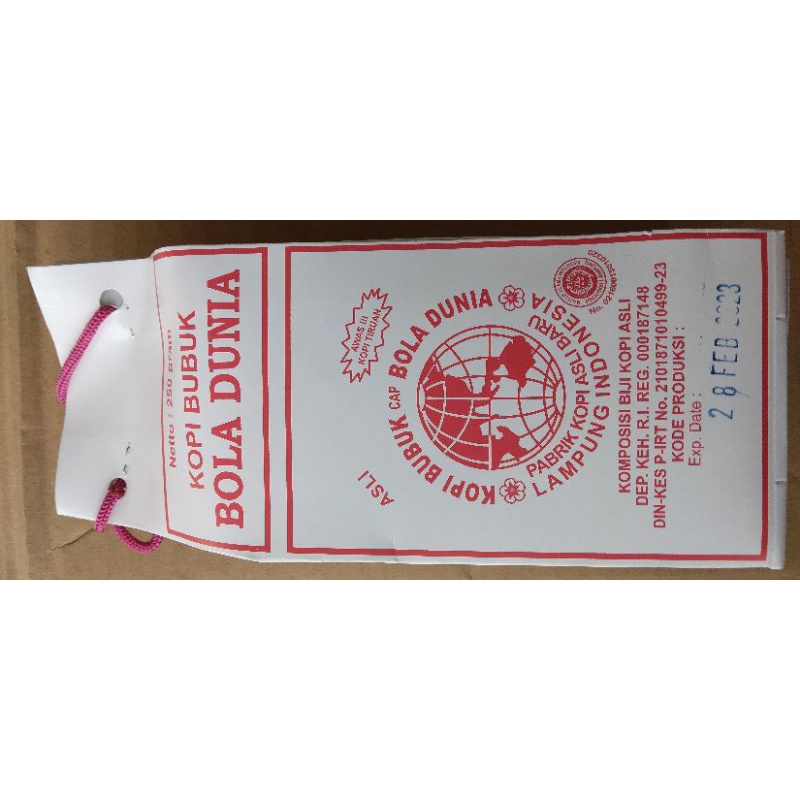 Netto : 250 gram
KOPI BUBUK
BOLA DUNIA
AWAS !!!
KOPI TIRUAN
ASLI
KOPI BUBUK CAP BOLA DUNIA
PABRIK KOPI ASLI BARU
LAMPUNG INDONESIA
KOMPOSISI BIJI KOPI ASLI
DEP. KEH. R.I. REG. 000187148
DIN-KES P-IRT No. 2101871010499-23
KODE PRODUKSI :
Exp. Date :
28 FEB 2023